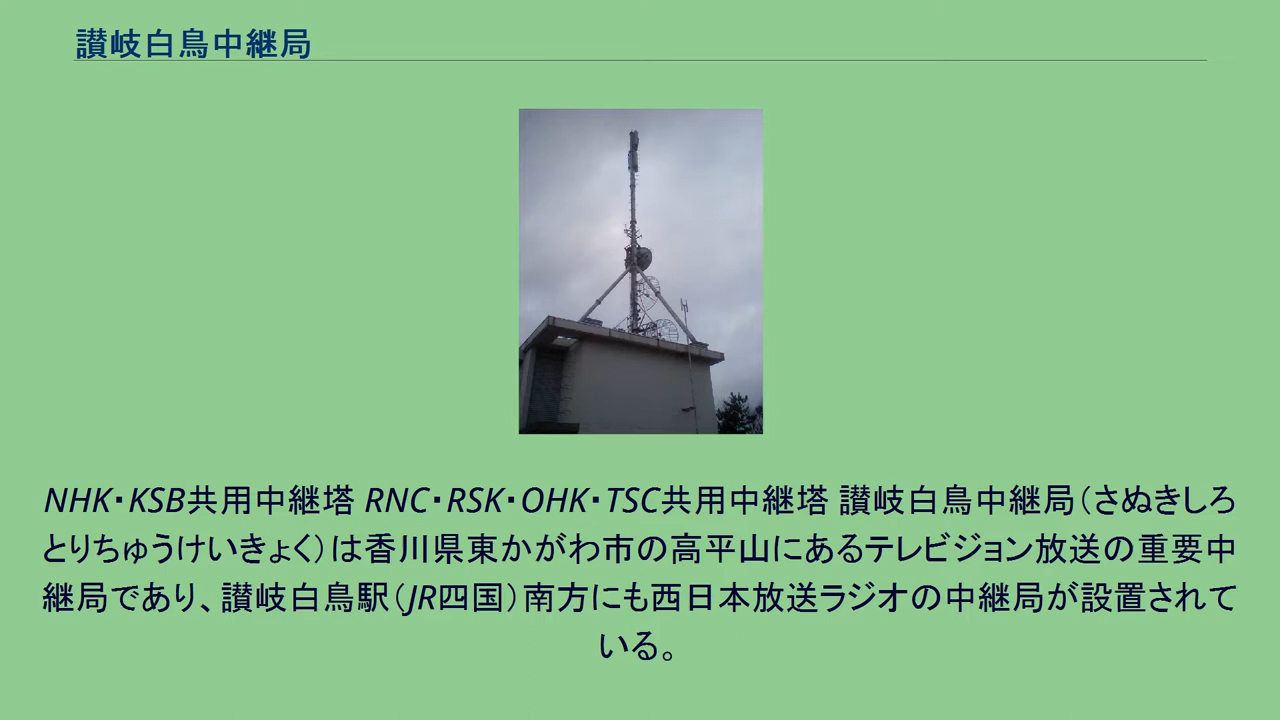 讃岐白鳥中継局
NHK・KSB共用中継塔 RNC・RSK・OHK・TSC共用中継塔 讃岐白鳥中継局（さぬきしろ
とりちゅうけいきょく）は香川県東かがわ市の高平山にあるテレビジョン放送の重要中
継局であり、讃岐白鳥駅（JR四国）南方にも西日本放送ラジオの中継局が設置されて
いる。